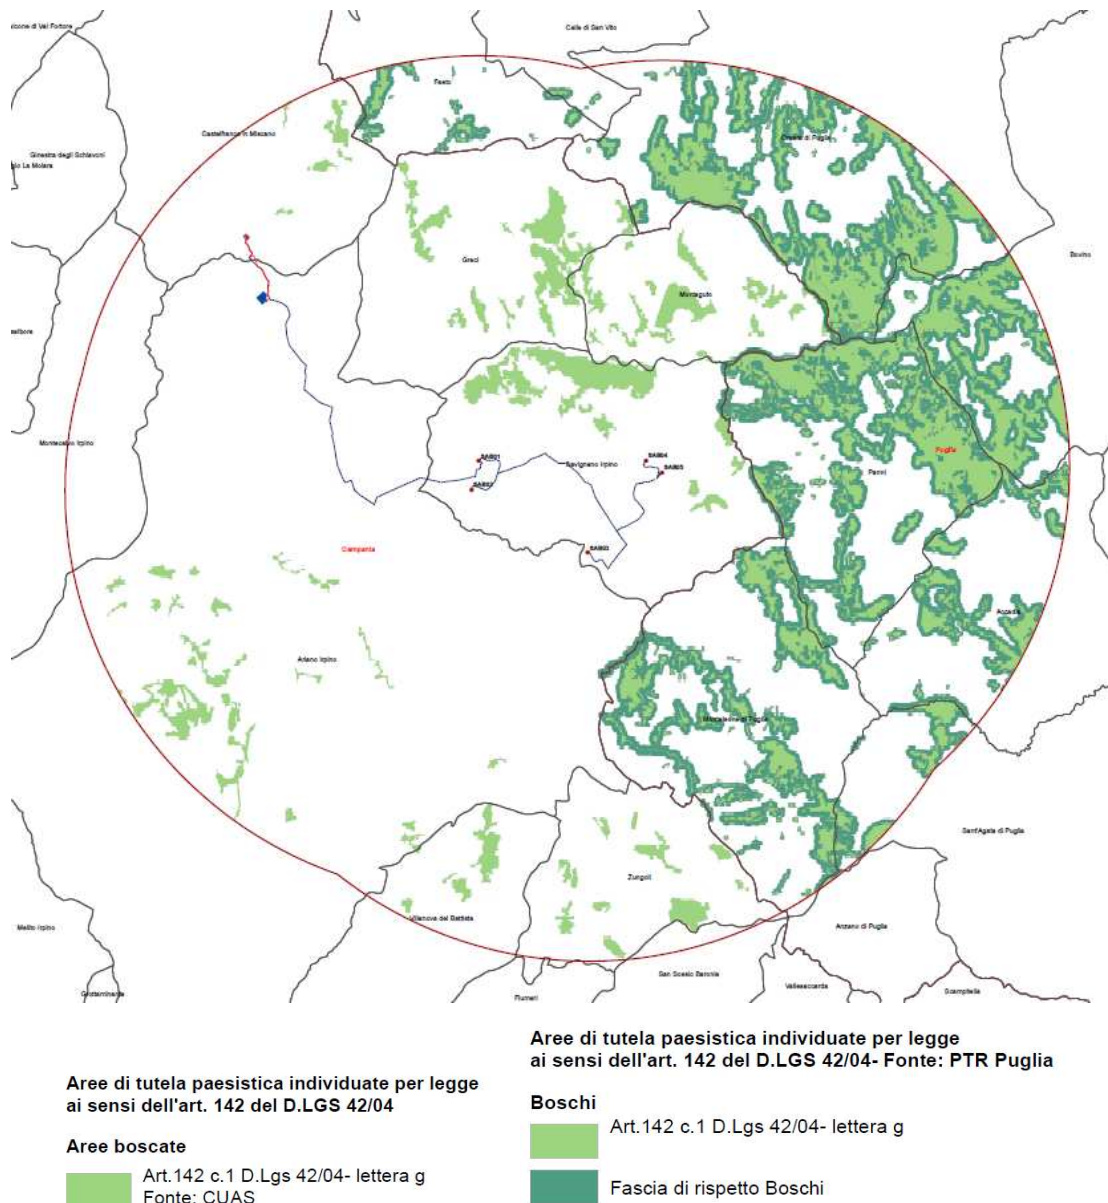 Celle di San Vito
Faeto
Castelfranco in Miscano
Orsara di Puglia
Ginestra degli Schiavoni
Greci
Bovino
Montaguto
Montecalvo Irpino
SAB01
SAB04
Savignano Irpino
SAB05
Puglia
Panni
SAB02
SAB03
Campania
Accadia
Ariano Irpino
Monteleone di Puglia
Sant'Agata di Puglia
Zungoli
Villanova del Battista
Anzano di Puglia
Melito Irpino
San Sossio Baronia
Vallesaccarda
Scampitella
Grottaminarda
Flumeri
Aree di tutela paesistica individuate per legge
ai sensi dell'art. 142 del D.LGS 42/04
Aree boscate
Art.142 c.1 D.Lgs 42/04- lettera g
Fonte: CUAS
Aree di tutela paesistica individuate per legge
ai sensi dell'art. 142 del D.LGS 42/04- Fonte: PTR Puglia
Boschi
Art.142 c.1 D.Lgs 42/04- lettera g
Fascia di rispetto Boschi